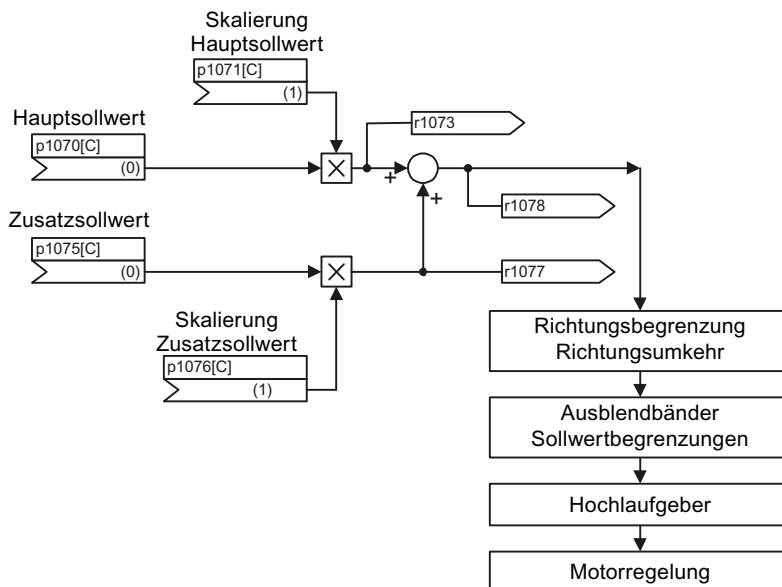 Skalierung
Hauptsollwert
p1071[C]
(1)
Hauptsollwert
p1070[C]
(0)
r1073
+
+
r1078
Zusatzsollwert
p1075[C]
(0)
r1077
Skalierung
Zusatzsollwert
p1076[C]
(1)
Richtungsbegrenzung
Richtungsumkehr
Ausblendbänder
Sollwertbegrenzungen
Hochlaufgeber
Motorregelung